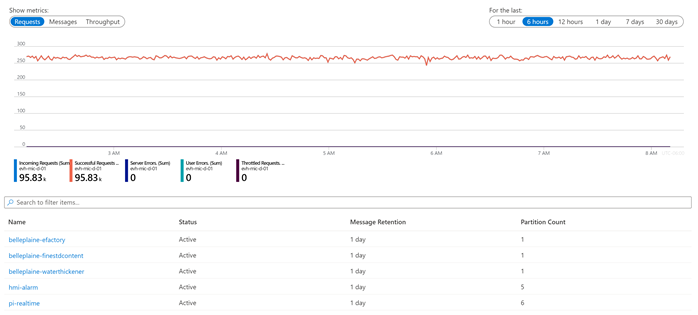 Show metrics:
For the last:
Requests Messages Throughput
1 hour 6 hours 12 hours 1 day 7 days 30 days
300
250
200
150
100
50
0
3 AM 4 AM 5 AM 6 AM 7 AM 8 AM
Incoming Requests (Sum)
evh-mic-d-01
95.83 k
Successful Requests ...
evh-mic-d-01
95.83 k
Server Errors. (Sum)
evh-mic-d-01
0
User Errors. (Sum)
evh-mic-d-01
0
Throttled Requests. ...
evh-mic-d-01
0
Search to filter items...
Name Status Message Retention Partition Count
belleplaine-efactory Active 1 day 1
belleplaine-finestdcontent Active 1 day 1
belleplaine-waterthickener Active 1 day 1
hmi-alarm Active 1 day 5
pi-realtime Active 1 day 6